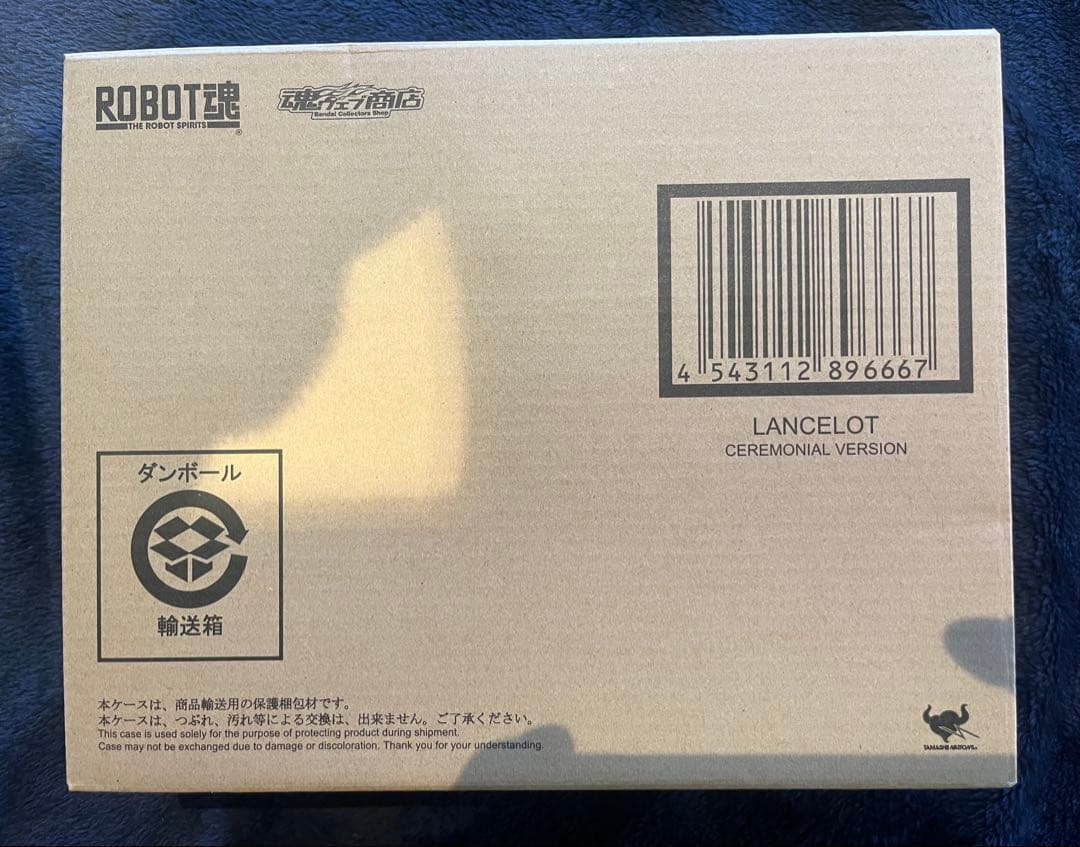 ROBOT魂
THE ROBOT SPIRITS
®
魂ウェブ商店
Bandai Collectors Shop
4 543112 896667
LANCELOT
CEREMONIAL VERSION
ダンボール
輸送箱
本ケースは、商品輸送用の保護梱包材です。
本ケースは、つぶれ、汚れ等による交換は、出来ません。ご了承ください。
This case is used solely for the purpose of protecting product during shipment.
Case may not be exchanged due to damage or discoloration. Thank you for your understanding.
TAMASHII NATIONS